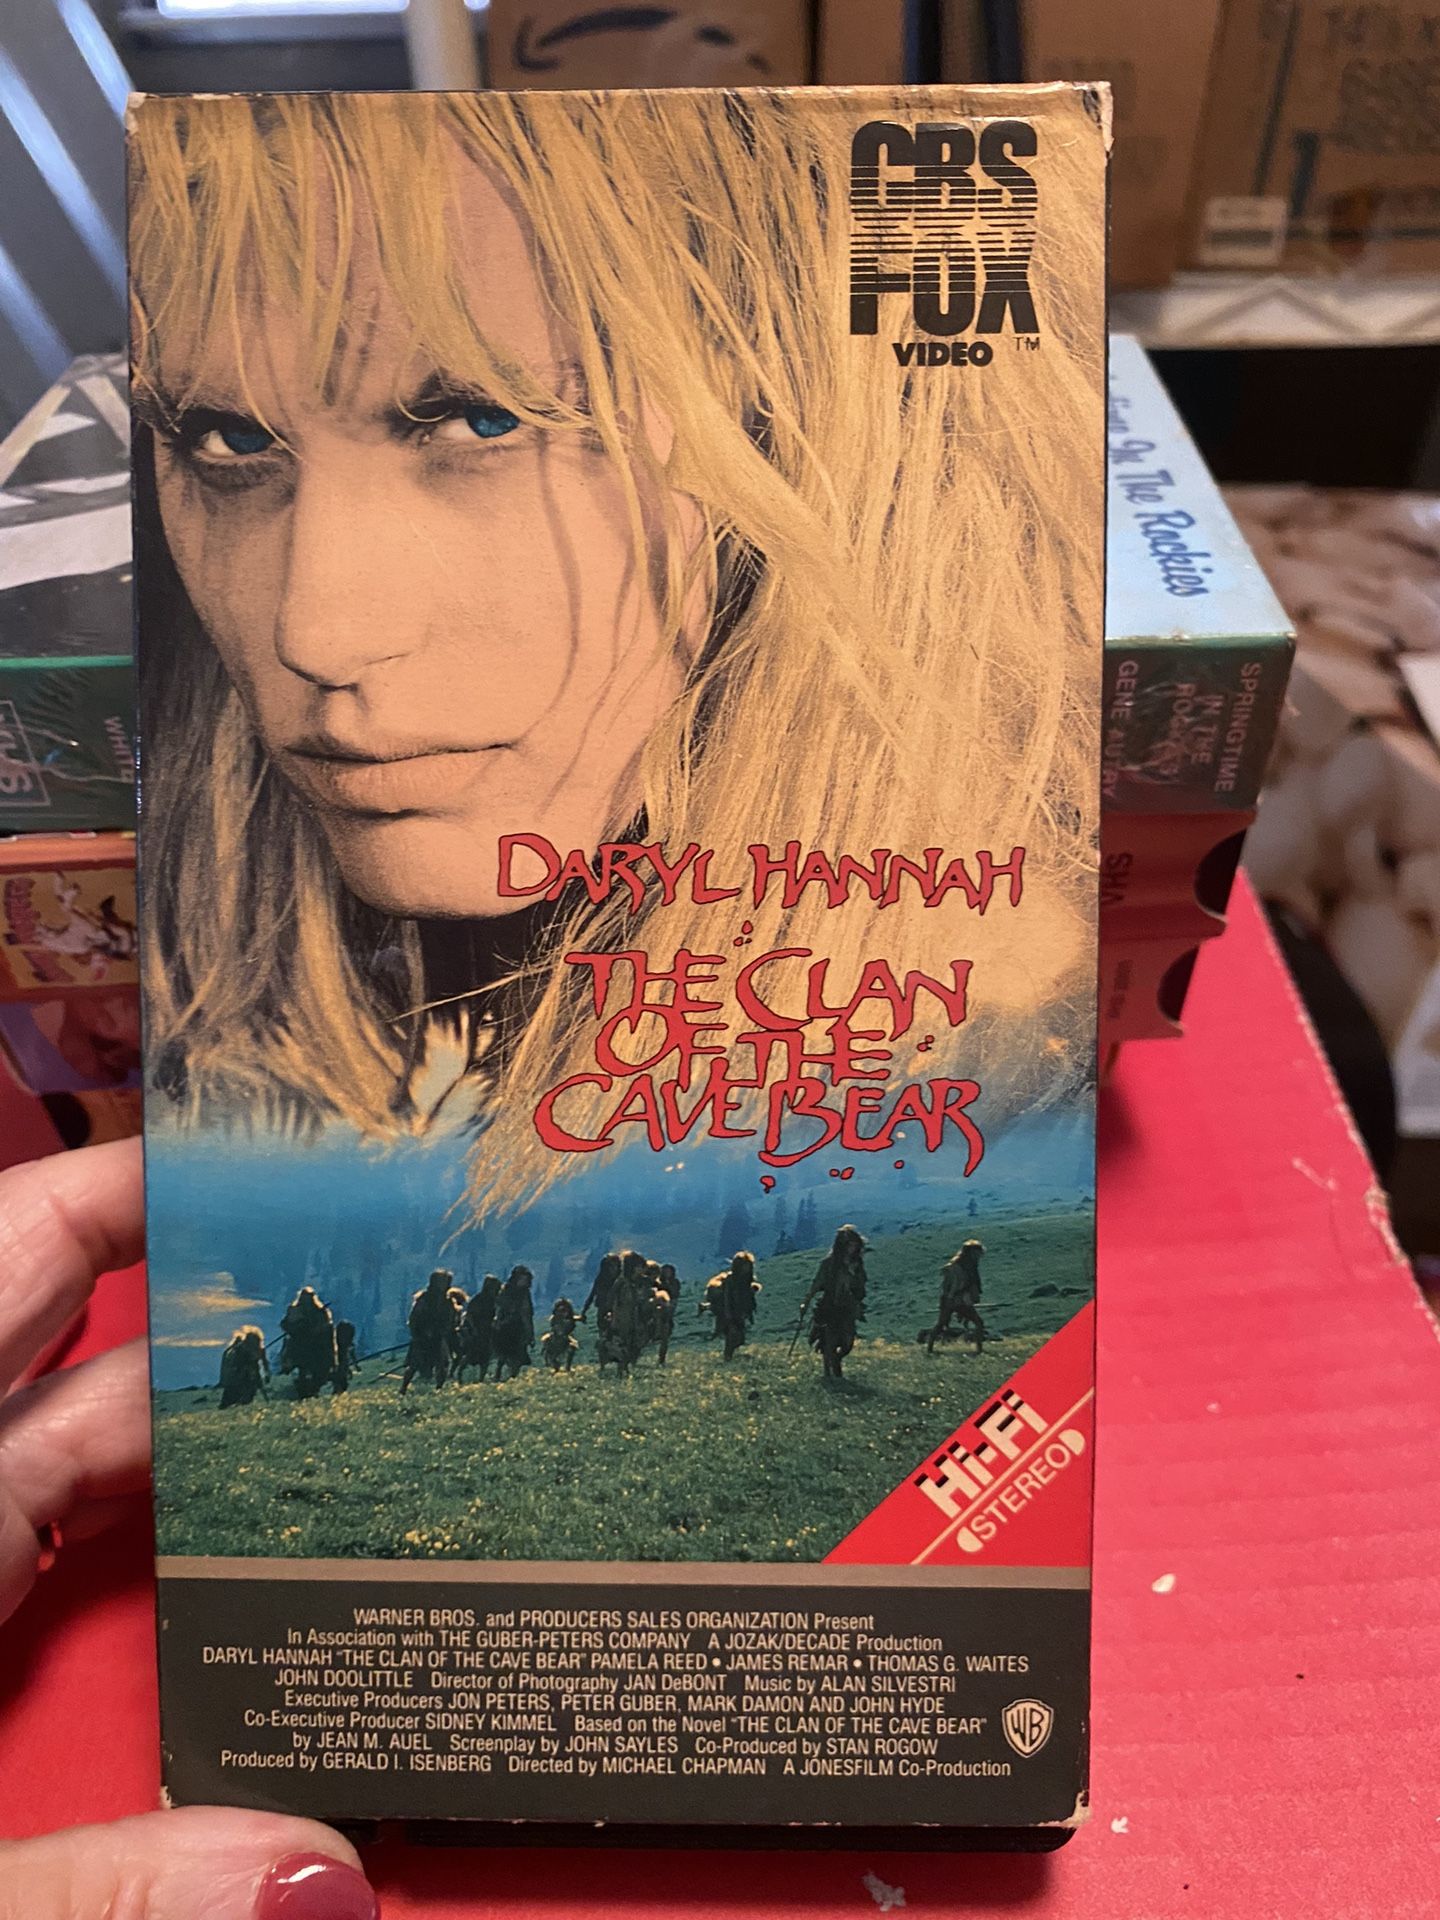 CBS
FOX
VIDEO ™
DARYL HANNAH
THE CLAN
OF THE
CAVE BEAR
Hi-Fi
STEREO
WARNER BROS. and PRODUCERS SALES ORGANIZATION Present
In Association with THE GUBER-PETERS COMPANY A JOZAK/DECADE Production
DARYL HANNAH "THE CLAN OF THE CAVE BEAR" PAMELA REED • JAMES REMAR • THOMAS G. WAITES
JOHN DOOLITTLE Director of Photography JAN DeBONT Music by ALAN SILVESTRI
Executive Producers JON PETERS, PETER GUBER, MARK DAMON AND JOHN HYDE
Co-Executive Producer SIDNEY KIMMEL Based on the Novel "THE CLAN OF THE CAVE BEAR"
by JEAN M. AUEL Screenplay by JOHN SAYLES Co-Produced by STAN ROGOW
Produced by GERALD I. ISENBERG Directed by MICHAEL CHAPMAN A JONESFILM Co-Production
WB
In The Rockies
SPRINGTIME
IN THE
ROCKIES
GENE AUTRY
SHA
WHITE